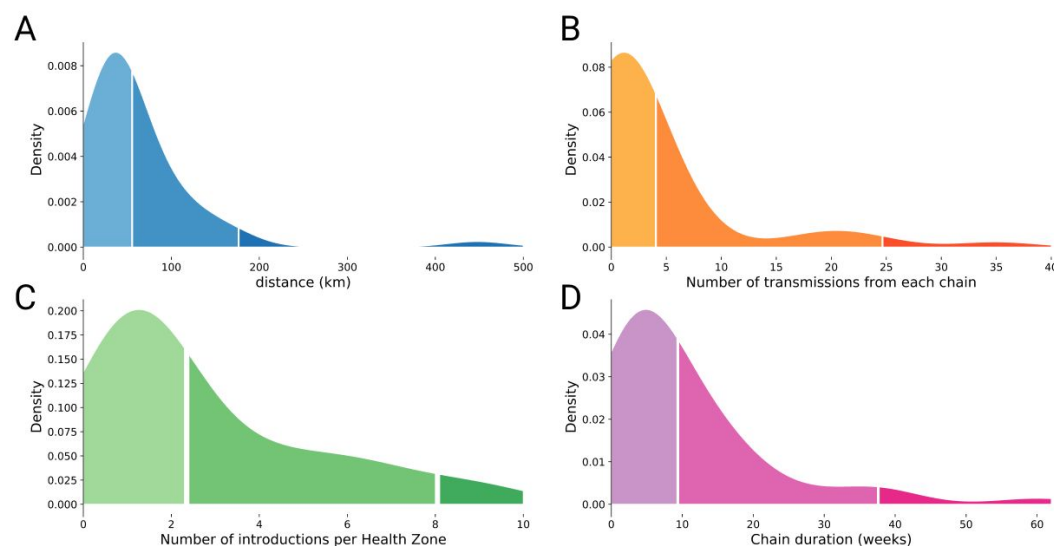 A
Density
0.008
0.006
0.004
0.002
0.000
0 100 200 300 400 500
distance (km)
B
Density
0.08
0.06
0.04
0.02
0.00
0 5 10 15 20 25 30 35 40
Number of transmissions from each chain
C
Density
0.200
0.175
0.150
0.125
0.100
0.075
0.050
0.025
0.000
0 2 4 6 8 10
Number of introductions per Health Zone
D
Density
0.04
0.03
0.02
0.01
0.00
0 10 20 30 40 50 60
Chain duration (weeks)